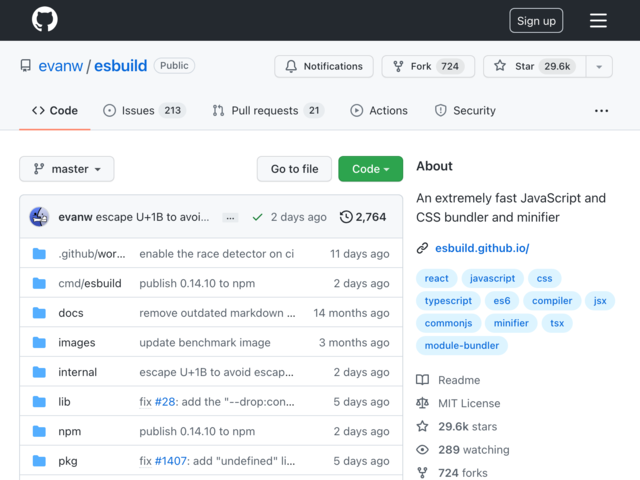 Sign up
evanw / esbuild Public
Notifications
Fork 724
Star 29.6k
Code
Issues 213
Pull requests 21
Actions
Security
...
master
Go to file
Code
evanw escape U+1B to avoi... ... 2 days ago 2,764
.github/wor... enable the race detector on ci 11 days ago
cmd/esbuild publish 0.14.10 to npm 2 days ago
docs remove outdated markdown ... 14 months ago
images update benchmark image 3 months ago
internal escape U+1B to avoid escap... 2 days ago
lib fix #28: add the "--drop:con... 5 days ago
npm publish 0.14.10 to npm 2 days ago
pkg fix #1407: add "undefined" li... 5 days ago
About
An extremely fast JavaScript and
CSS bundler and minifier
esbuild.github.io/
react javascript css
typescript es6 compiler jsx
commonjs minifier tsx
module-bundler
Readme
MIT License
29.6k stars
289 watching
724 forks